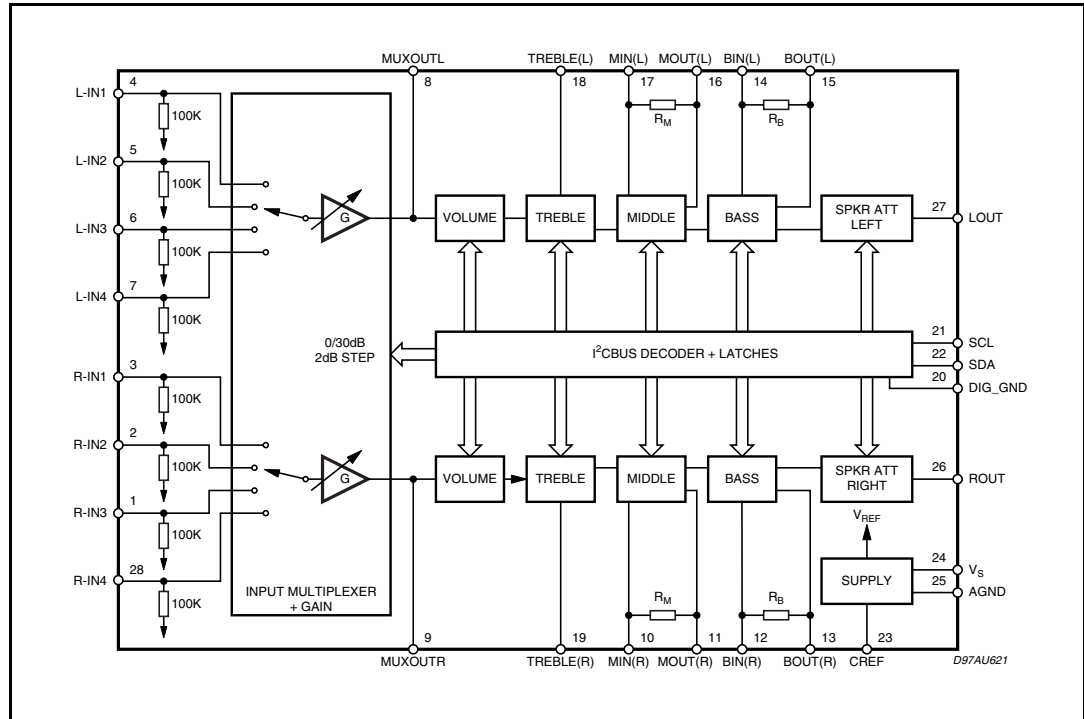 MUXOUTL TREBLE(L) MIN(L) MOUT(L) BIN(L) BOUT(L)
4 8 18 17 16 14 15
L-IN1
100K
R_M R_B
5
L-IN2
100K
6
L-IN3
G
VOLUME TREBLE MIDDLE BASS SPKR ATT LEFT
27
LOUT
100K
7
L-IN4
100K
0/30dB
2dB STEP
I²CBUS DECODER + LATCHES
21
SCL
22
SDA
20
DIG_GND
3
R-IN1
100K
2
R-IN2
100K
G
VOLUME TREBLE MIDDLE BASS SPKR ATT RIGHT
26
ROUT
1
R-IN3
100K
V_REF
28
R-IN4
100K
INPUT MULTIPLEXER
+ GAIN
R_M R_B
SUPPLY
24
V_S
25
AGND
9 19 10 11 12 13 23
MUXOUTR TREBLE(R) MIN(R) MOUT(R) BIN(R) BOUT(R) CREF
D97AU621